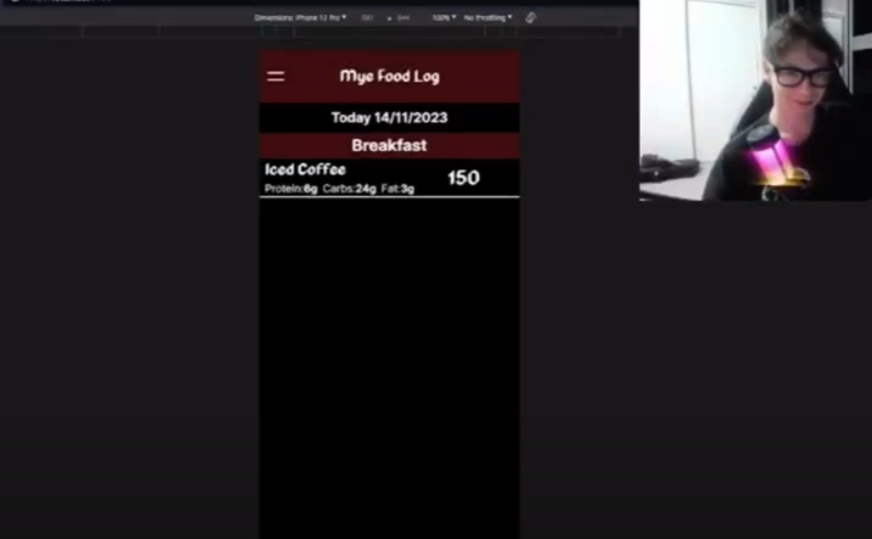 Dimensions: iPhone 12 Pro 390 x 844 100% No throttling
Mye Food Log
Today 14/11/2023
Breakfast
Iced Coffee
150
Protein:6g Carbs:24g Fat:3g